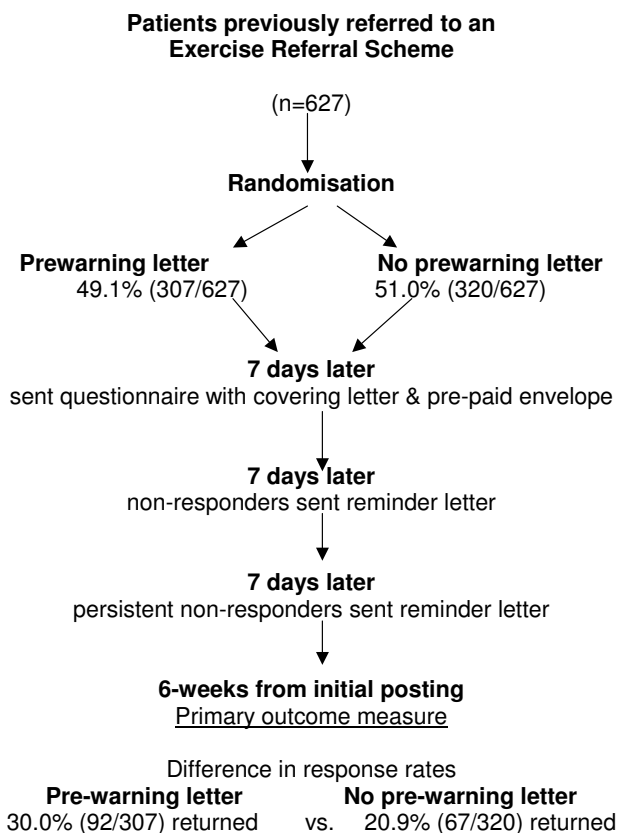 Patients previously referred to an
Exercise Referral Scheme
(n=627)
Randomisation
Prewarning letter No prewarning letter
49.1% (307/627) 51.0% (320/627)
7 days later
sent questionnaire with covering letter & pre-paid envelope
7 days later
non-responders sent reminder letter
7 days later
persistent non-responders sent reminder letter
6-weeks from initial posting
Primary outcome measure
Difference in response rates
Pre-warning letter No pre-warning letter
30.0% (92/307) returned vs. 20.9% (67/320) returned